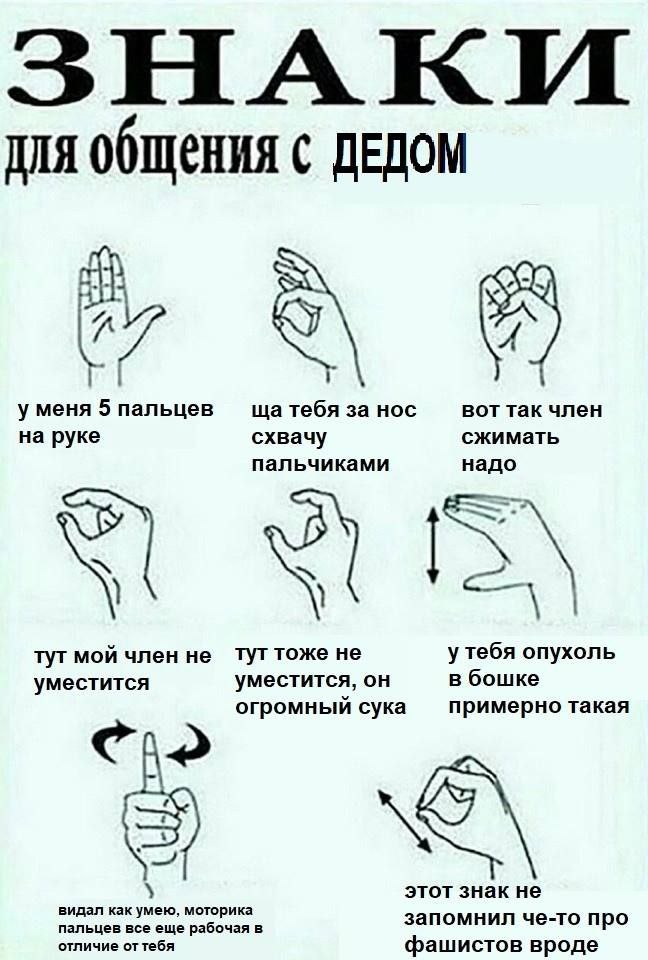 ЗНАКИ
для общения с ДЕДОМ
у меня 5 пальцев
на руке
ща тебя за нос
схвачу
пальчиками
вот так член
сжимать
надо
тут мой член не
уместится
тут тоже не
уместится, он
огромный сука
у тебя опухоль
в бошке
примерно такая
видал как умею, моторика
пальцев все еще рабочая в
отличие от тебя
этот знак не
запомнил че-то про
фашистов вроде